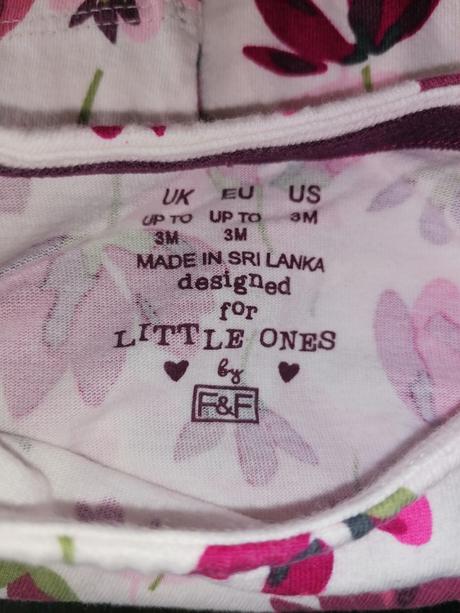 UK EU US
UP TO UP TO 3M
3M 3M
MADE IN SRI LANKA
designed
for
LITTLE ONES
by
F&F